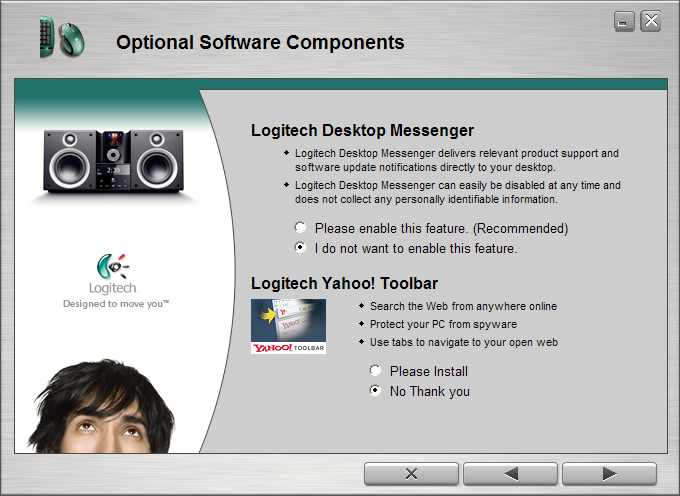 Optional Software Components
Logitech Desktop Messenger
Logitech Desktop Messenger delivers relevant product support and
software update notifications directly to your desktop.
Logitech Desktop Messenger can easily be disabled at any time and
does not collect any personally identifiable information.
Please enable this feature. (Recommended)
I do not want to enable this feature.
Logitech
Designed to move you™
Logitech Yahoo! Toolbar
YAHOO! TOOLBAR
Search the Web from anywhere online
Protect your PC from spyware
Use tabs to navigate to your open web
Please Install
No Thank you